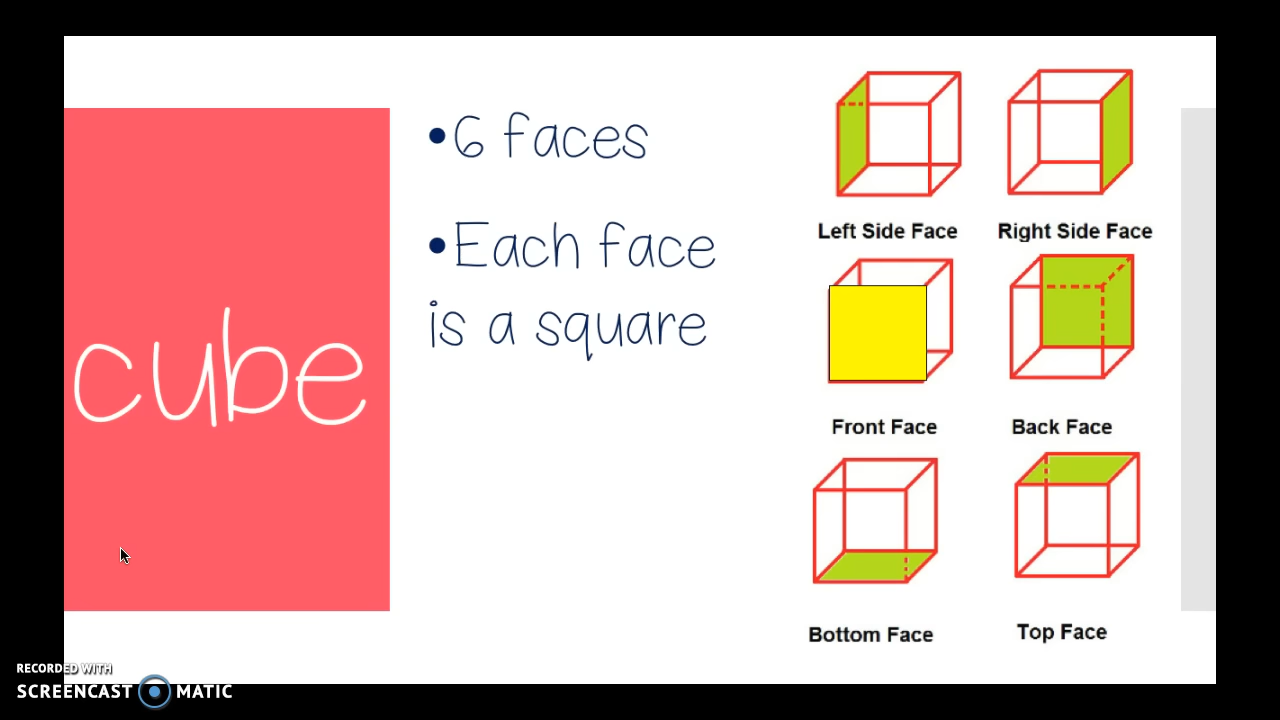 cube
•6 faces
•Each face
is a square
Left Side Face
Right Side Face
Front Face
Back Face
Bottom Face
Top Face
RECORDED WITH
SCREENCAST MATIC